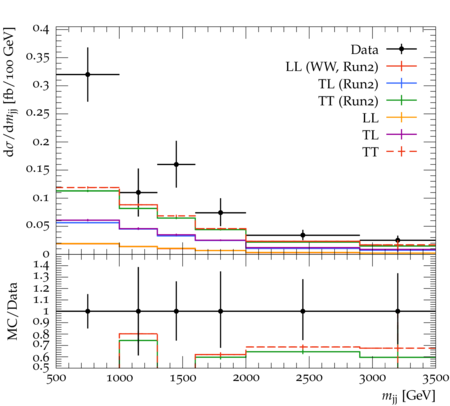 dσ/dm_jj [fb/100 GeV]
0.4
0.35
0.3
0.25
0.2
0.15
0.1
0.05
0
Data
LL (WW, Run2)
TL (Run2)
TT (Run2)
LL
TL
TT
MC/Data
1.4
1.3
1.2
1.1
1
0.9
0.8
0.7
0.6
0.5
500 1000 1500 2000 2500 3000 3500
m_jj [GeV]